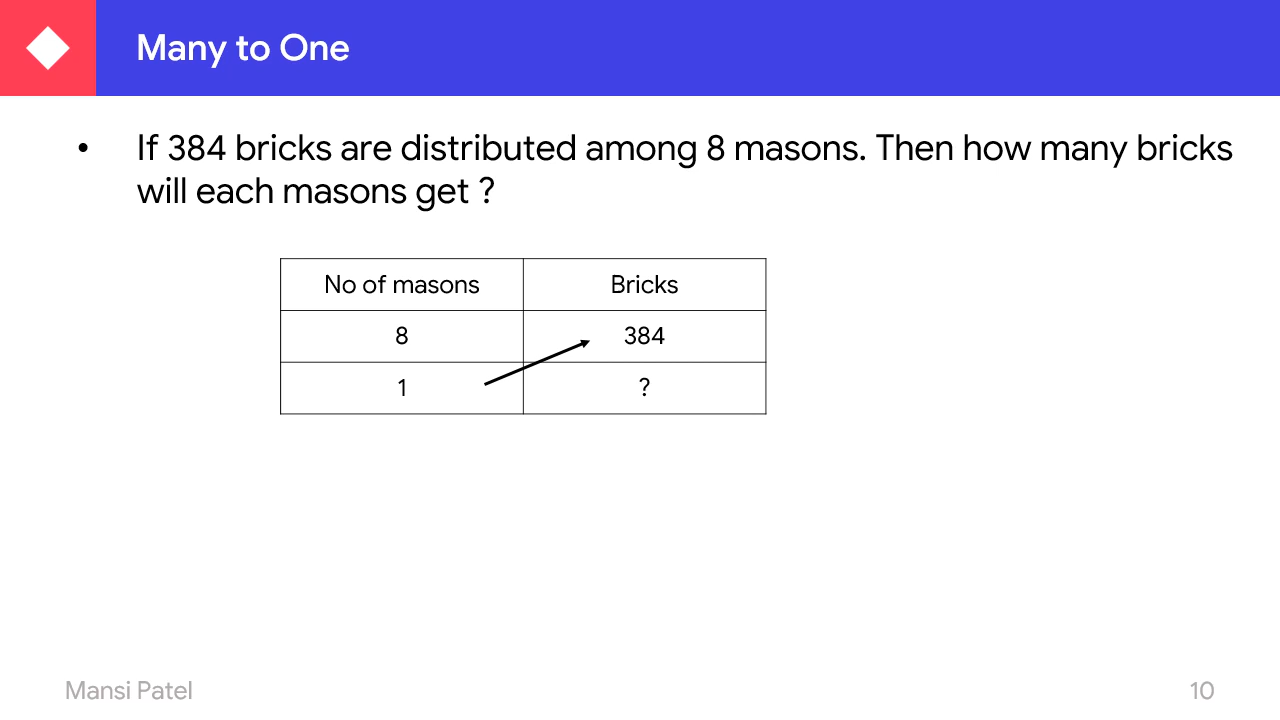 Many to One
• If 384 bricks are distributed among 8 masons. Then how many bricks
will each masons get ?
No of masons Bricks
8 384
1 ?
Mansi Patel 10